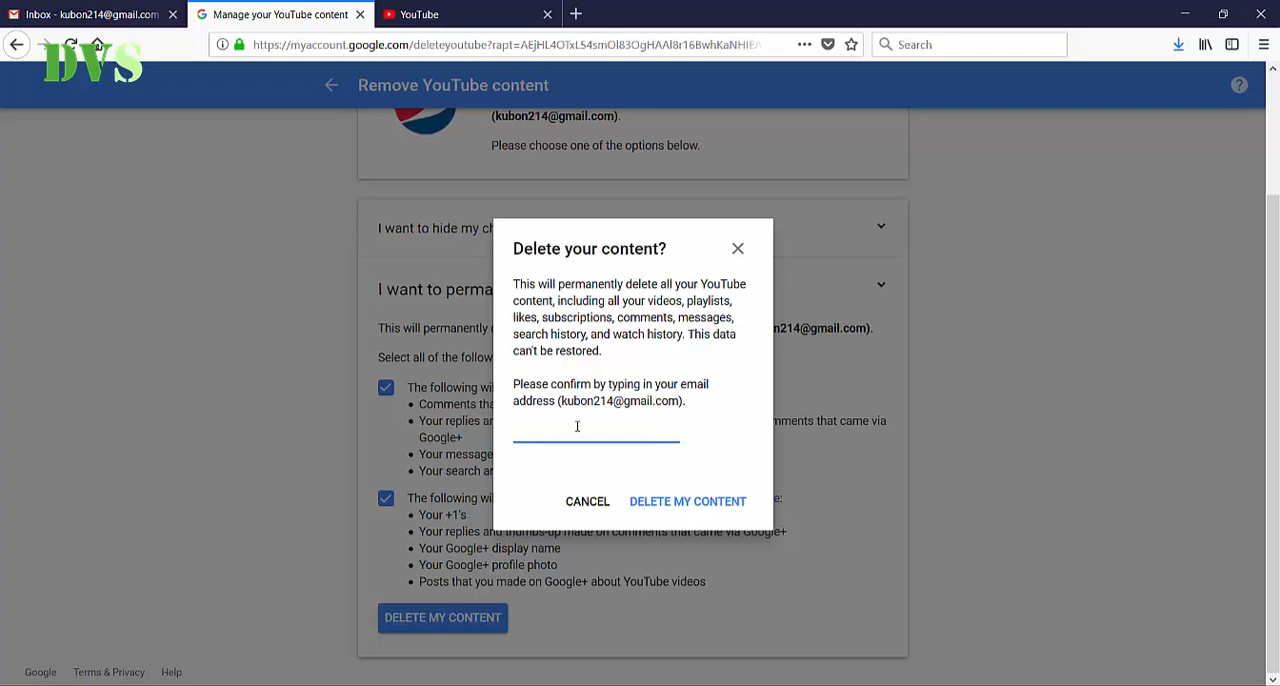 Inbox - kubon214@gmail.com
Manage your YouTube content
YouTube
https://myaccount.google.com/deleteyoutube?rapt=
Search
DVS
Remove YouTube content
(kubon214@gmail.com).
Please choose one of the options below.
I want to hide my ch
I want to perma
This will permanently d
n214@gmail.com).
Select all of the follow
The following wi
• Comments tha
• Your replies an
mments that came via
Google+
• Your message
• Your search an
The following wi
e:
• Your +1's
• Your replies and thumbs-up made on comments that came via Google+
• Your Google+ display name
• Your Google+ profile photo
• Posts that you made on Google+ about YouTube videos
DELETE MY CONTENT
Delete your content?
This will permanently delete all your YouTube
content, including all your videos, playlists,
likes, subscriptions, comments, messages,
search history, and watch history. This data
can't be restored.
Please confirm by typing in your email
address (kubon214@gmail.com).
CANCEL
DELETE MY CONTENT
Google
Terms & Privacy
Help